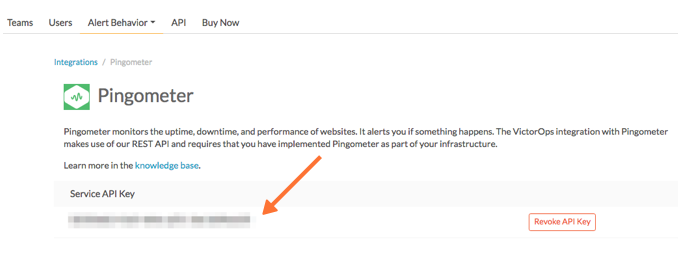 Teams Users Alert Behavior API Buy Now
Integrations / Pingometer
Pingometer
Pingometer monitors the uptime, downtime, and performance of websites. It alerts you if something happens. The VictorOps integration with Pingometer
makes use of our REST API and requires that you have implemented Pingometer as part of your infrastructure.
Learn more in the knowledge base.
Service API Key
Revoke API Key